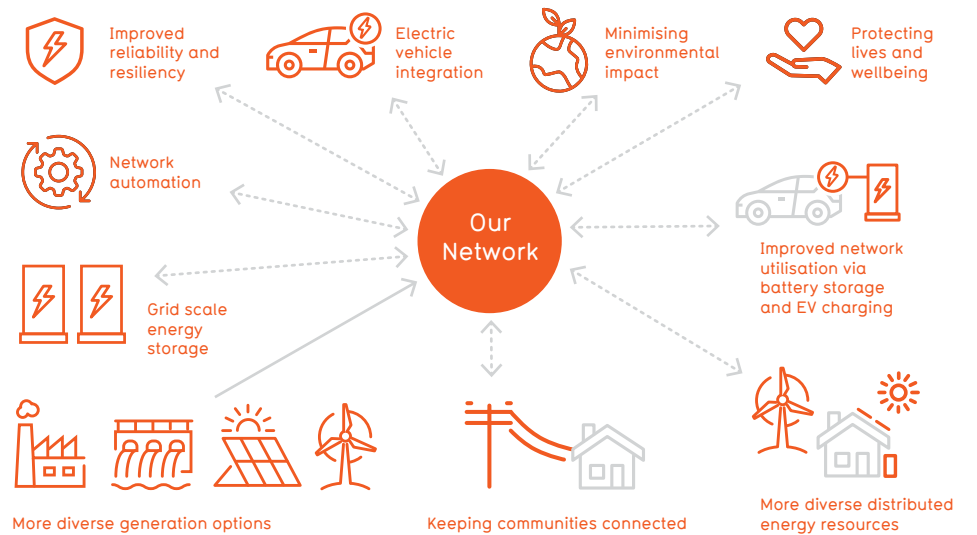 Improved
reliability and
resiliency
Electric
vehicle
integration
Minimising
environmental
impact
Protecting
lives and
wellbeing
Network
automation
Our
Network
Improved network
utilisation via
battery storage
and EV charging
Grid scale
energy
storage
More diverse generation options
Keeping communities connected
More diverse distributed
energy resources